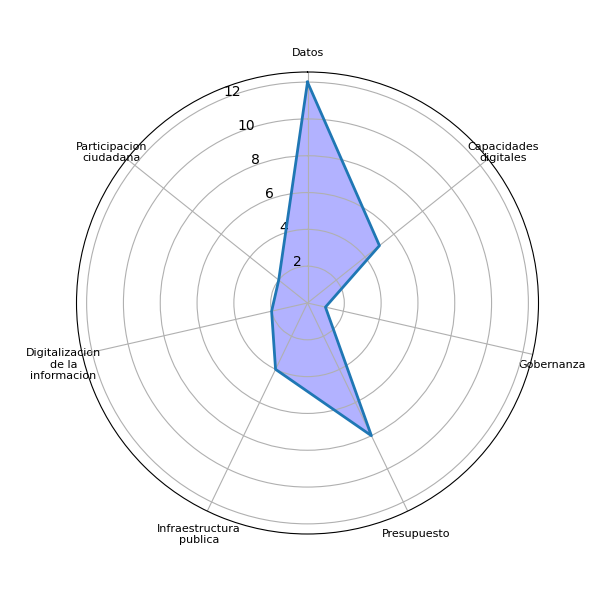 Datos
Capacidades
digitales
Gobernanza
Presupuesto
Infraestructura
publica
Digitalizacion
de la
informacion
Participacion
ciudadana
2
4
6
8
10
12